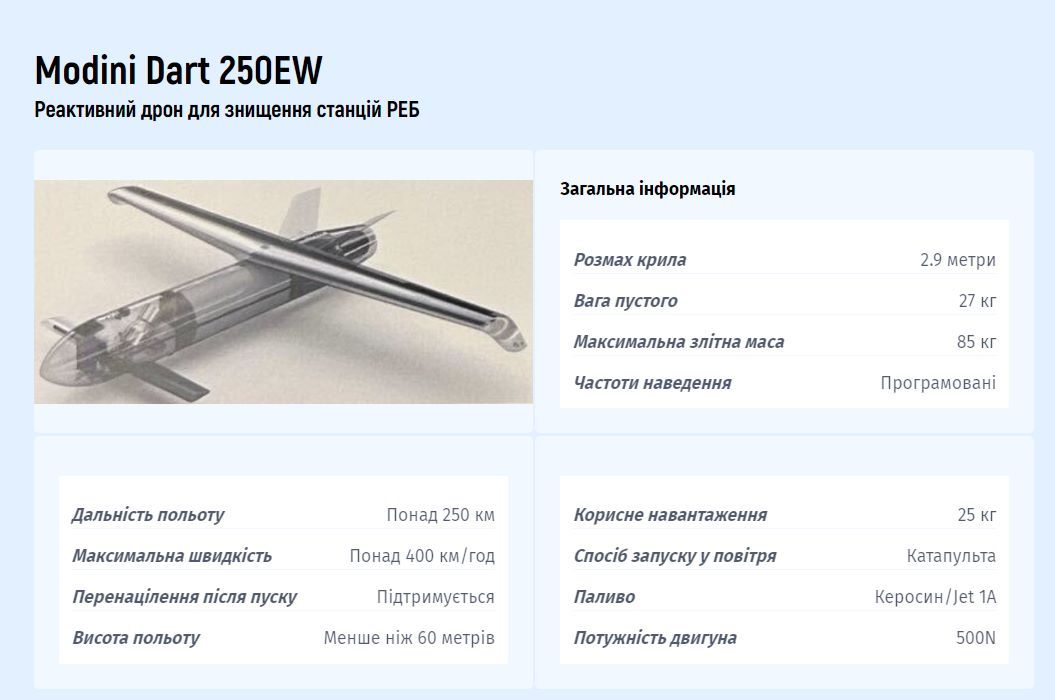 Modini Dart 250EW
Реактивний дрон для знищення станцій РЕБ
Загальна інформація
Розмах крила 2.9 метри
Вага пустого 27 кг
Максимальна злітна маса 85 кг
Частоти наведення Програмовані
Дальність польоту Понад 250 км
Максимальна швидкість Понад 400 км/год
Перенацілення після пуску Підтримується
Висота польоту Менше ніж 60 метрів
Корисне навантаження 25 кг
Спосіб запуску у повітря Катапульта
Паливо Керосин/Jet 1A
Потужність двигуна 500N